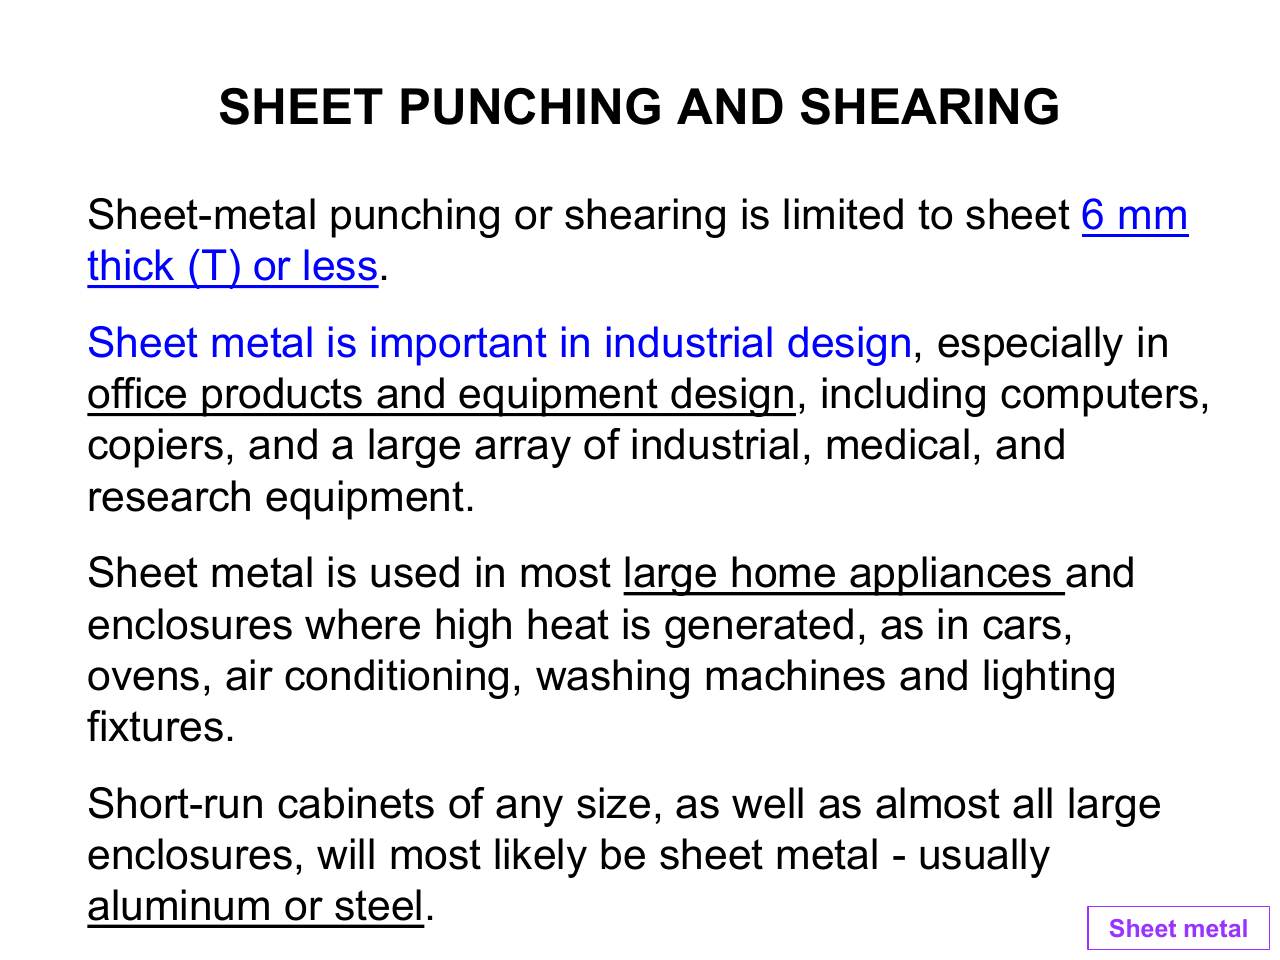 SHEET PUNCHING AND SHEARING
Sheet-metal punching or shearing is limited to sheet 6 mm
thick (T) or less.
Sheet metal is important in industrial design, especially in
office products and equipment design, including computers,
copiers, and a large array of industrial, medical, and
research equipment.
Sheet metal is used in most large home appliances and
enclosures where high heat is generated, as in cars,
ovens, air conditioning, washing machines and lighting
fixtures.
Short-run cabinets of any size, as well as almost all large
enclosures, will most likely be sheet metal - usually
aluminum or steel.
Sheet metal